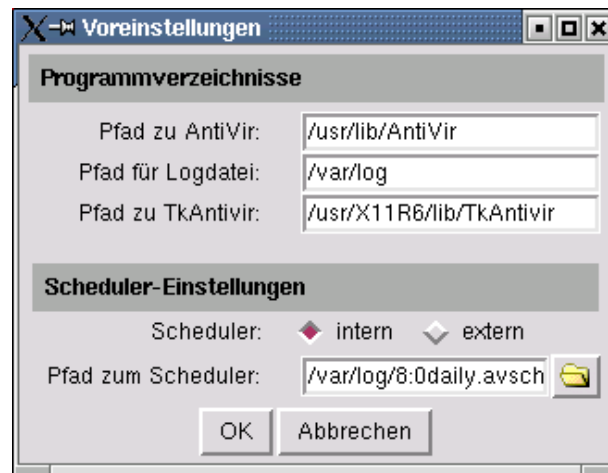 Voreinstellungen
Programmverzeichnisse
Pfad zu AntiVir: /usr/lib/AntiVir
Pfad für Logdatei: /var/log
Pfad zu TkAntivir: /usr/X11R6/lib/TkAntivir
Scheduler-Einstellungen
Scheduler: intern extern
Pfad zum Scheduler: /var/log/8:0daily.avsch
OK Abbrechen